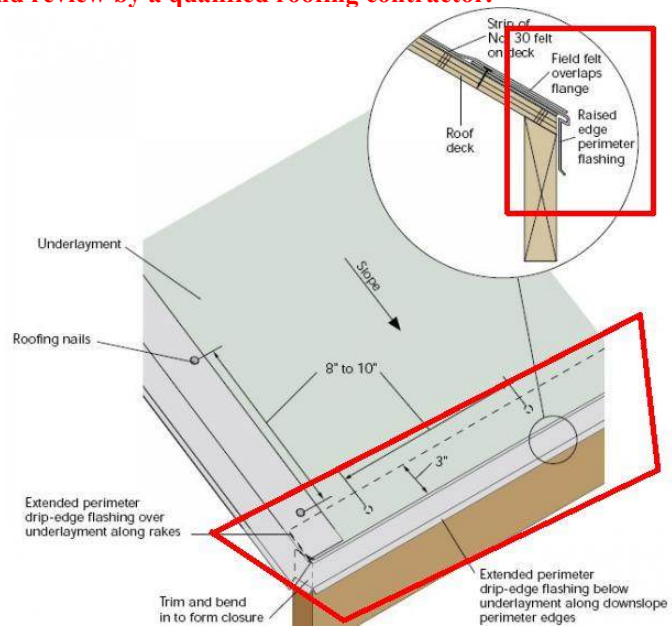 review by a qualified roofing contractor.
Strip of
No. 30 felt
on deck
Field felt
overlaps
flange
Roof
deck
Raised
edge
perimeter
flashing
Underlayment
Slope
Roofing nails
8" to 10"
3"
Extended perimeter
drip-edge flashing over
underlayment along rakes
Trim and bend
in to form closure
Extended perimeter
drip-edge flashing below
underlayment along downslope
perimeter edges